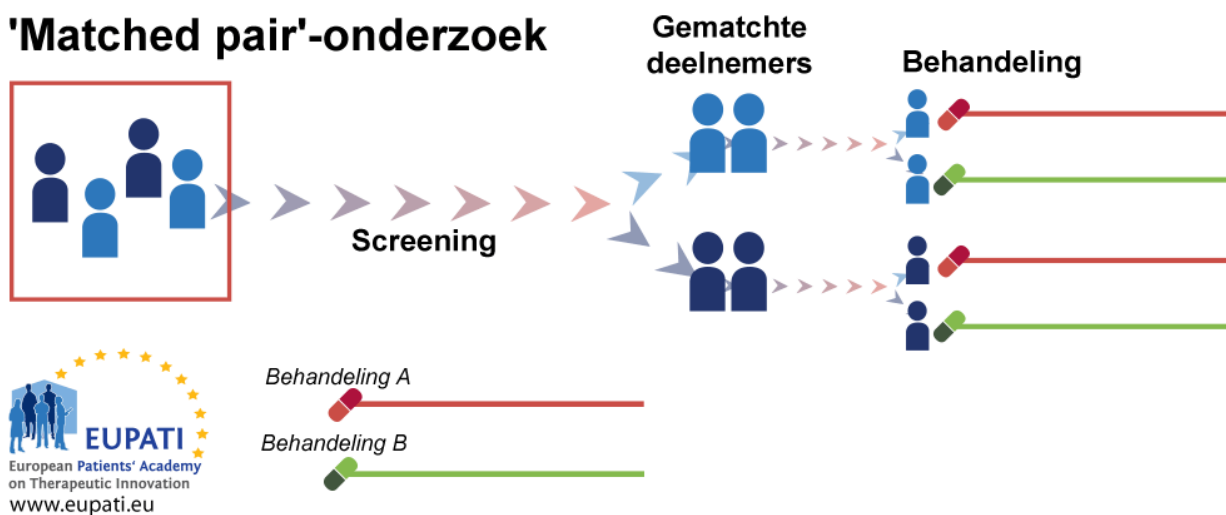 'Matched pair'-onderzoek
Gematchte
deelnemers
Behandeling
Screening
Behandeling A
Behandeling B
EUPATI
European Patients' Academy
on Therapeutic Innovation
www.eupati.eu